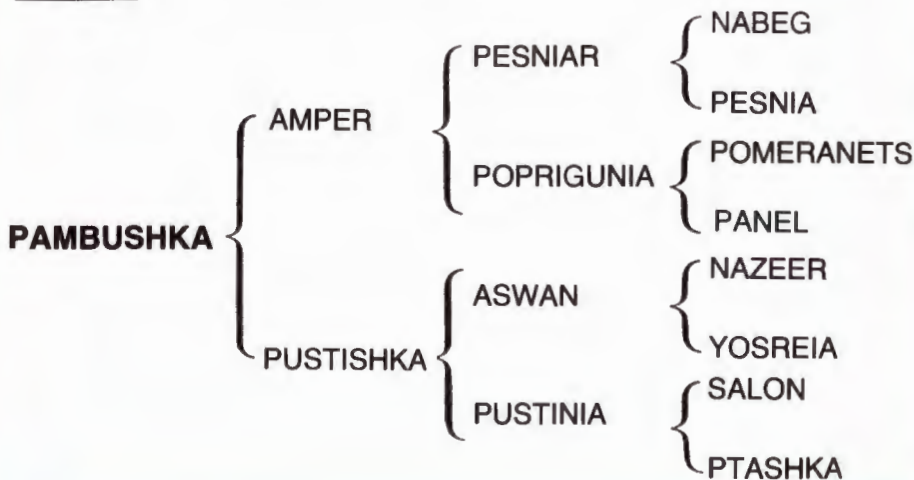 NABEG
PESNIAR
PESNIA
AMPER
POMERANETS
POPRIGUNIA
PANEL
PAMBUSHKA
NAZEER
ASWAN
YOSREIA
PUSTISHKA
SALON
PUSTINIA
PTASHKA